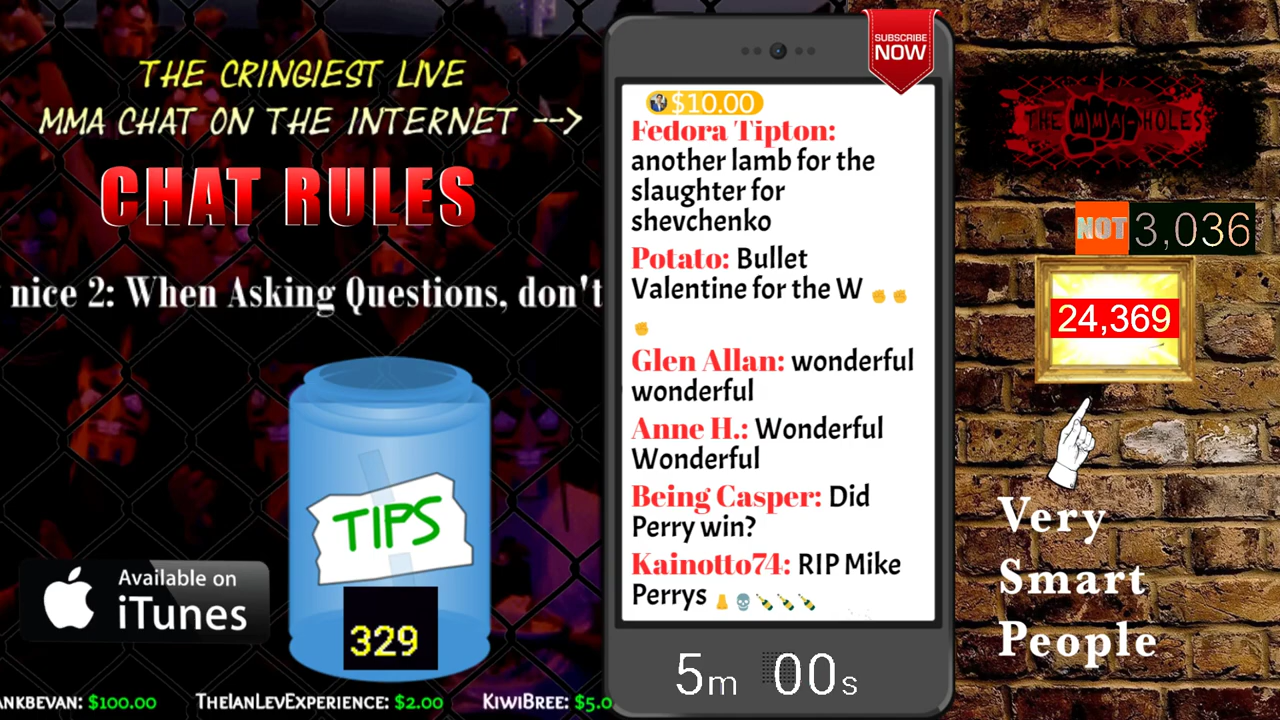 THE CRINGIEST LIVE
MMA CHAT ON THE INTERNET -->
CHAT RULES
nice 2: When Asking Questions, don't
TIPS
329
Available on
iTunes
ankbevan: $100.00 TheIanLevExperience: $2.00 KiwiBree: $5.0
SUBSCRIBE
NOW
$10.00
Fedora Tipton:
another lamb for the
slaughter for
shevchenko
Potato: Bullet
Valentine for the W ✊✊
✊
Glen Allan: wonderful
wonderful
Anne H.: Wonderful
Wonderful
Being Casper: Did
Perry win?
Kainotto74: RIP Mike
Perrys 👃💀🍾🍾🍾
5m 00s
THE MMA-HOLES
NOT 3,036
24,369
Very
Smart
People